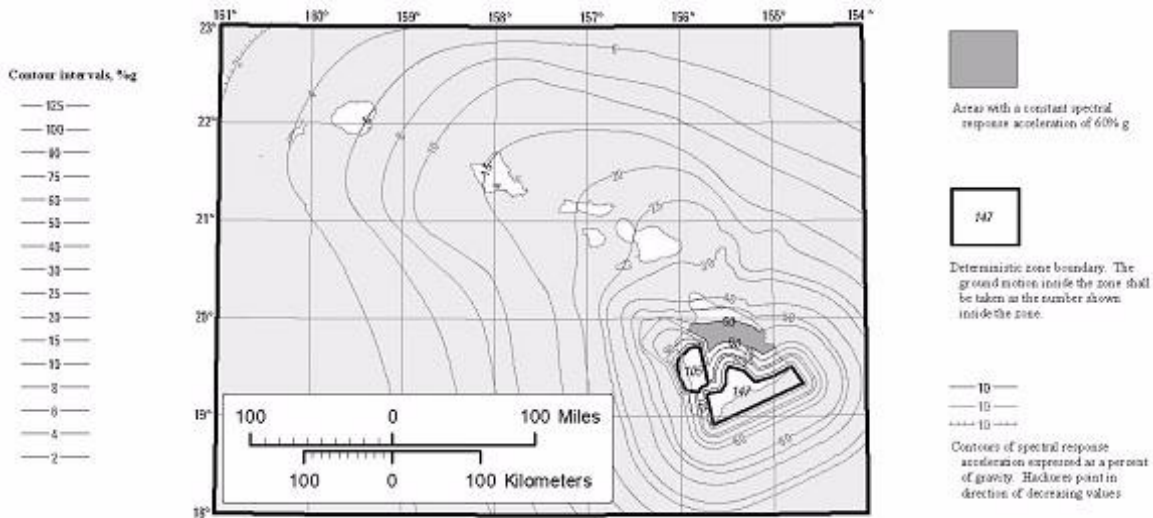 161° 160° 159° 158° 157° 156° 155° 154°
23°
22°
21°
20°
19°
18°
Contour intervals, %g
125
100
90
75
60
50
40
30
25
20
15
10
8
6
4
2
10
15
20
147
100 0 100 Miles
100 0 100 Kilometers
Areas with a constant spectral
response acceleration of 60% g
147
Deterministic zone boundary. The
ground motion inside the zone shall
be taken as the number shown
inside the zone.
10
10
10
Contours of spectral response
acceleration expressed as a percent
of gravity. Hachures point in
direction of decreasing values